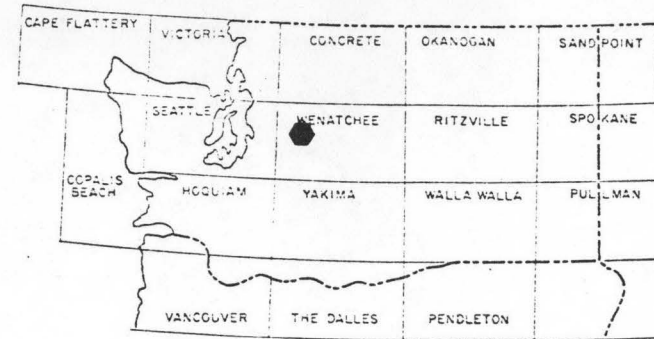 CAPE FLATTERY
VICTORIA
CONCRETE
OKANOGAN
SAND POINT
SEATTLE
WENATCHEE
RITZVILLE
SPOKANE
COPALIS
BEACH
HOQUIAM
YAKIMA
WALLA WALLA
PULLMAN
VANCOUVER
THE DALLES
PENDLETON